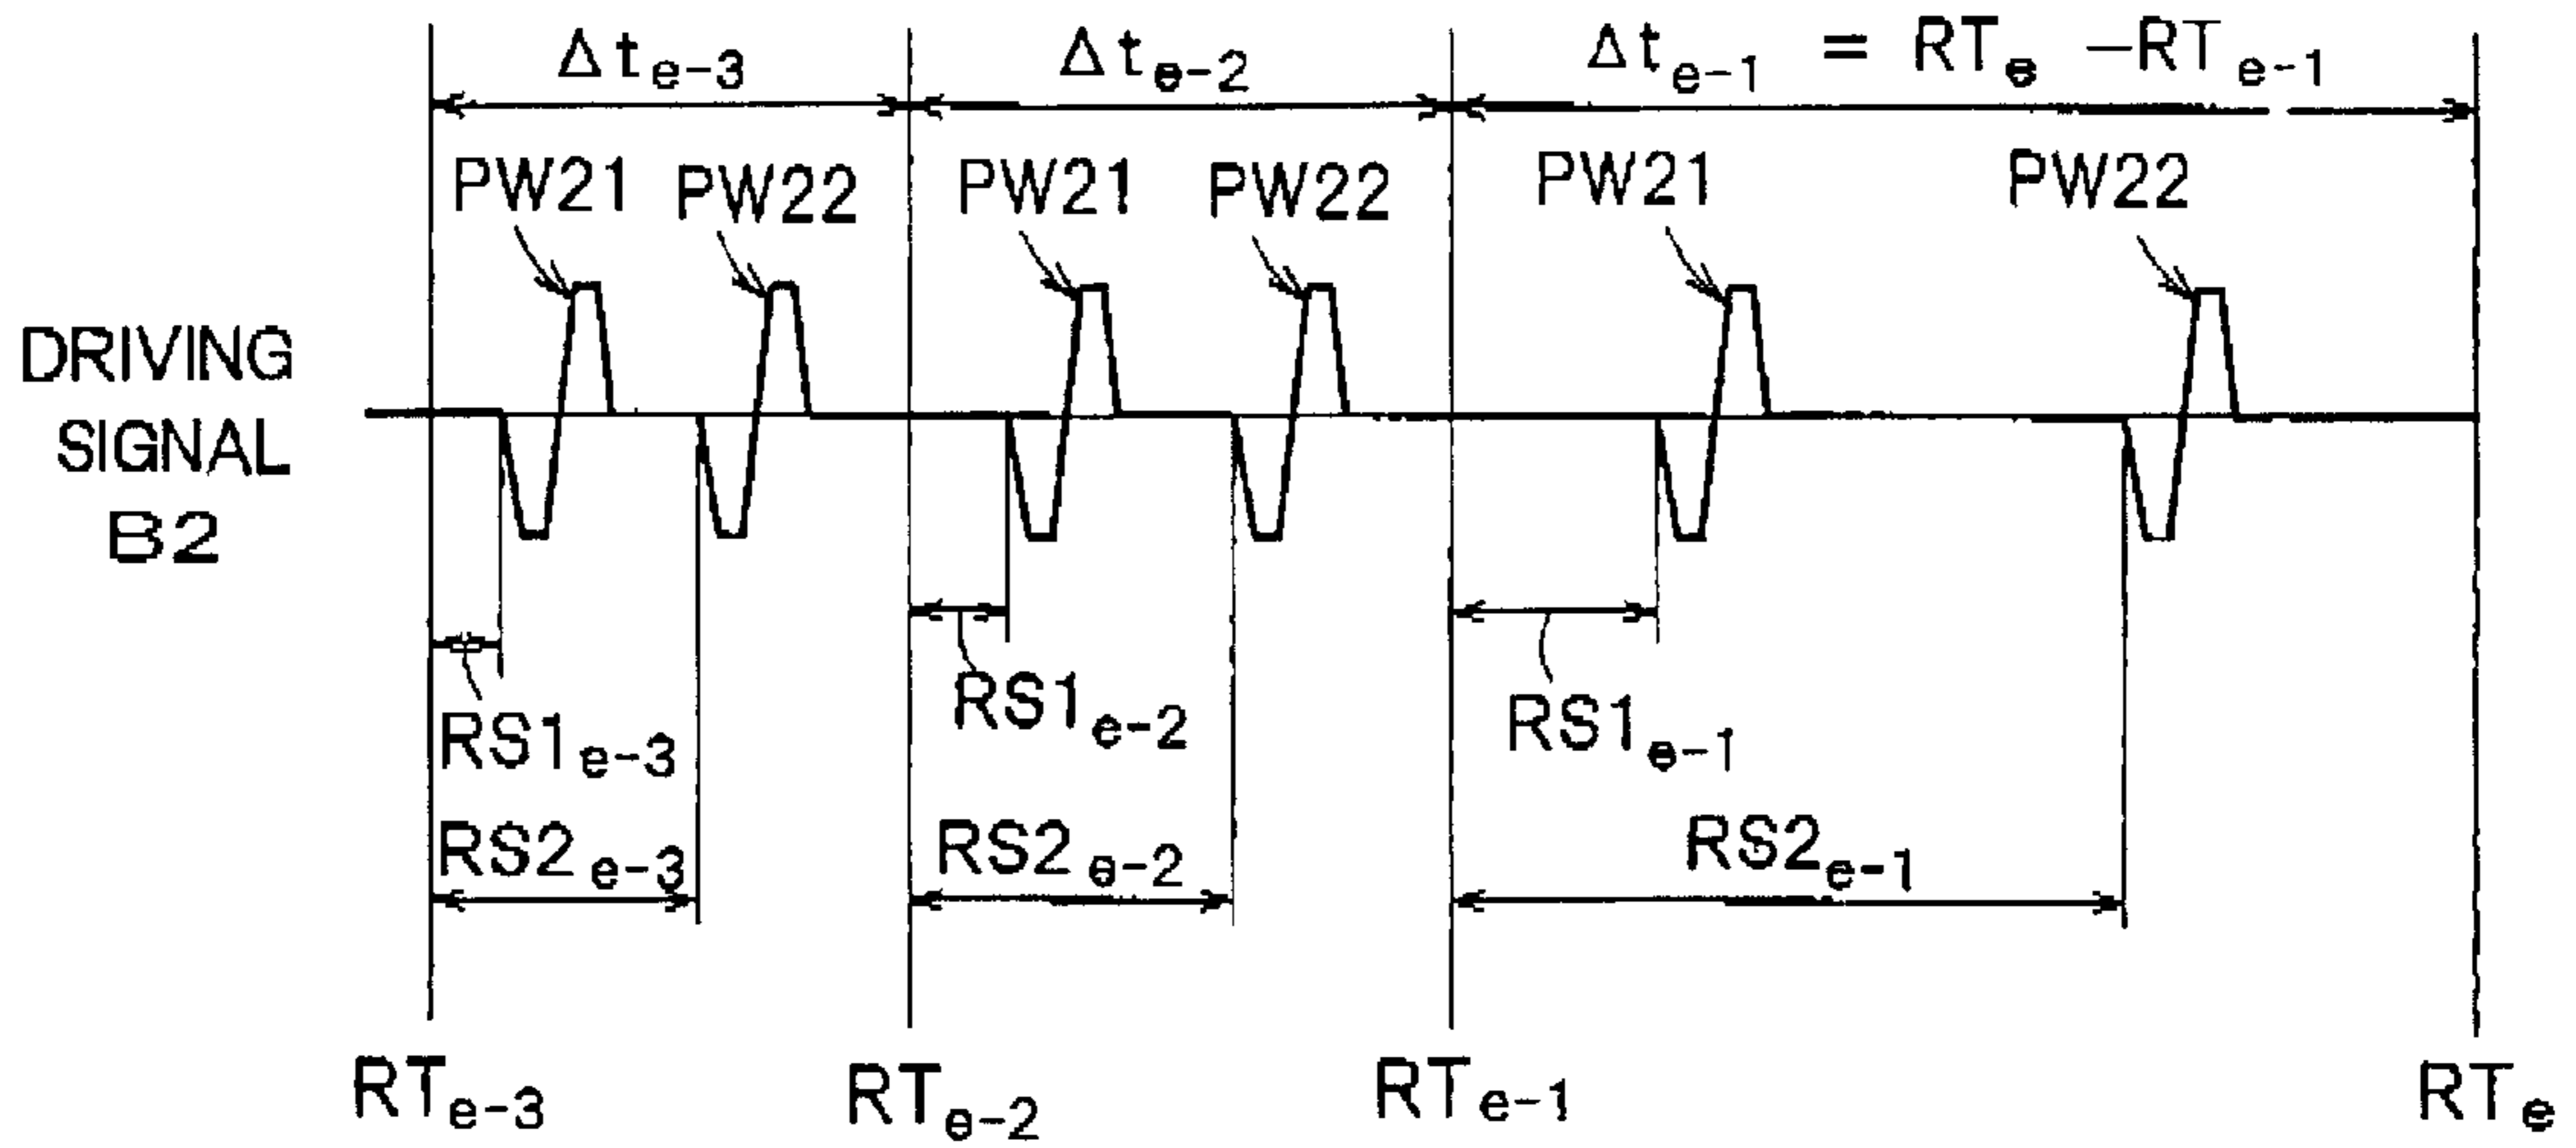 Δt e-3 Δt e-2 Δt e-1 = RT e −RT e-1
PW21 PW22 PW21 PW22 PW21 PW22
DRIVING
SIGNAL
B2
RS1 e-3 RS1 e-2 RS1 e-1
RS2 e-3 RS2 e-2 RS2 e-1
RT e-3 RT e-2 RT e-1 RT e